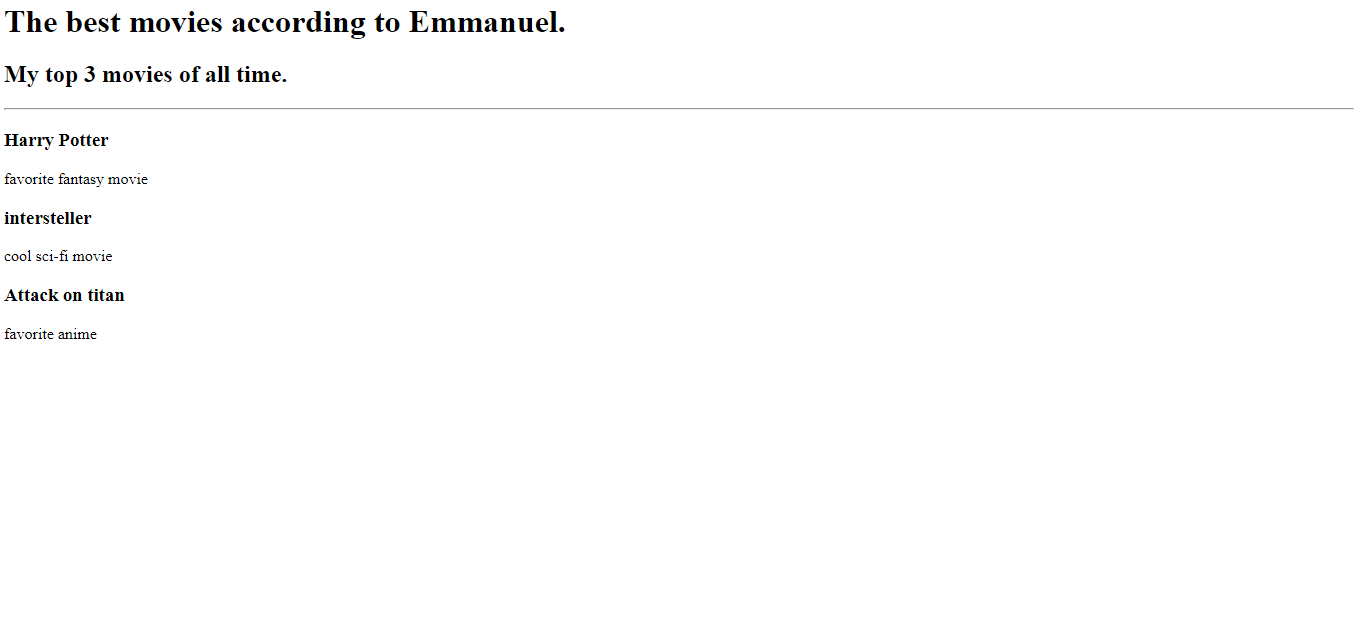 The best movies according to Emmanuel.
My top 3 movies of all time.
Harry Potter
favorite fantasy movie
intersteller
cool sci-fi movie
Attack on titan
favorite anime